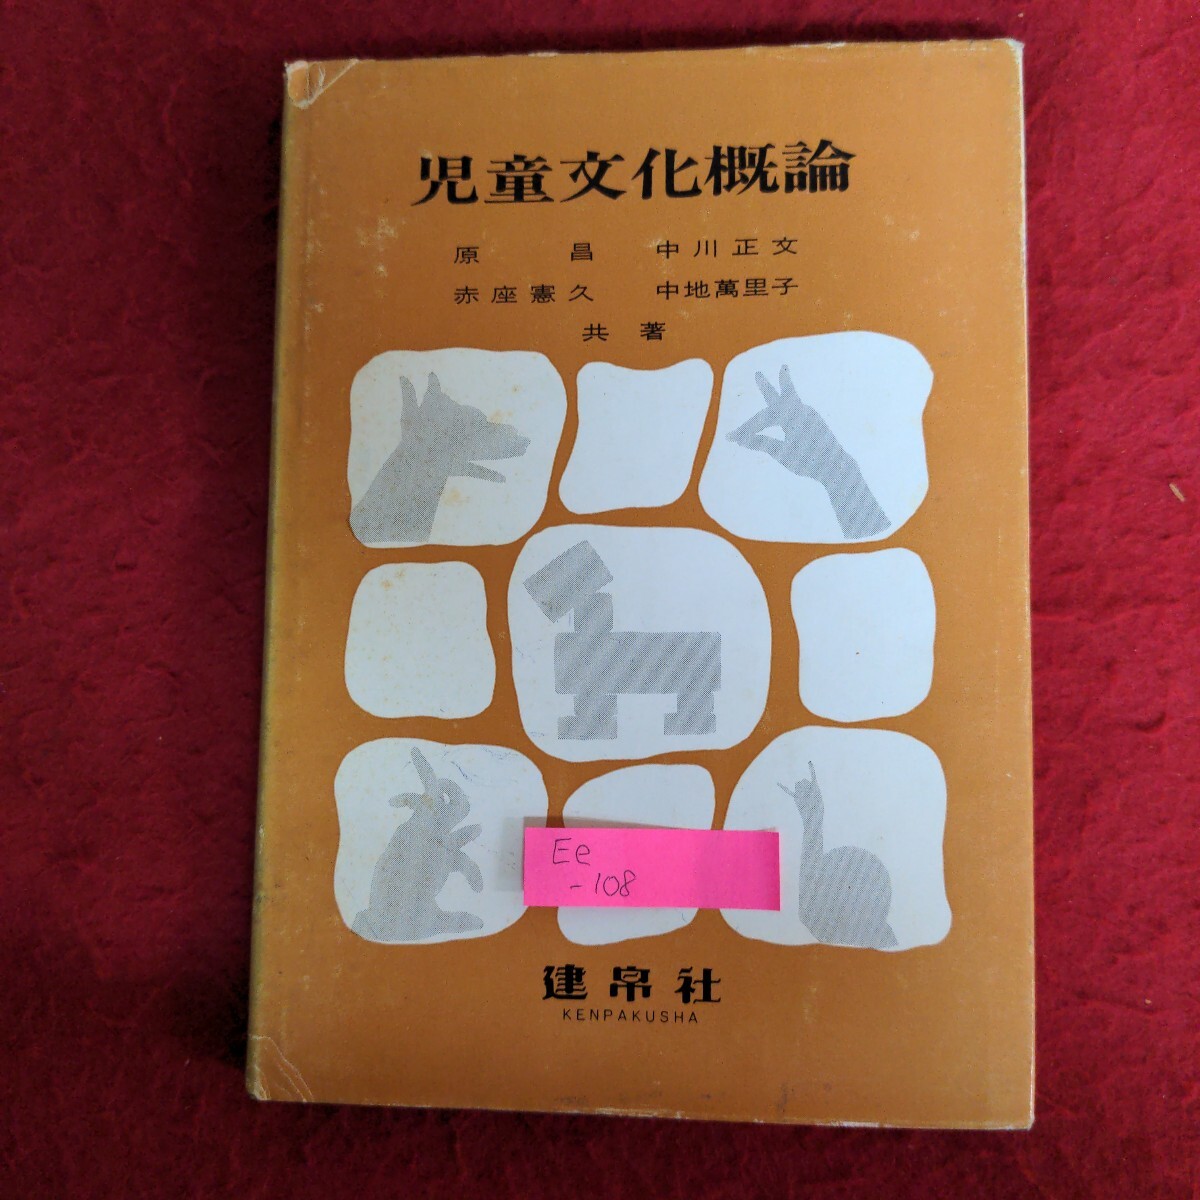 児童文化概論
原 昌 中川正文
赤座憲久 中地萬里子
共著
Ee
-108
建帛社
KENPAKUSHA